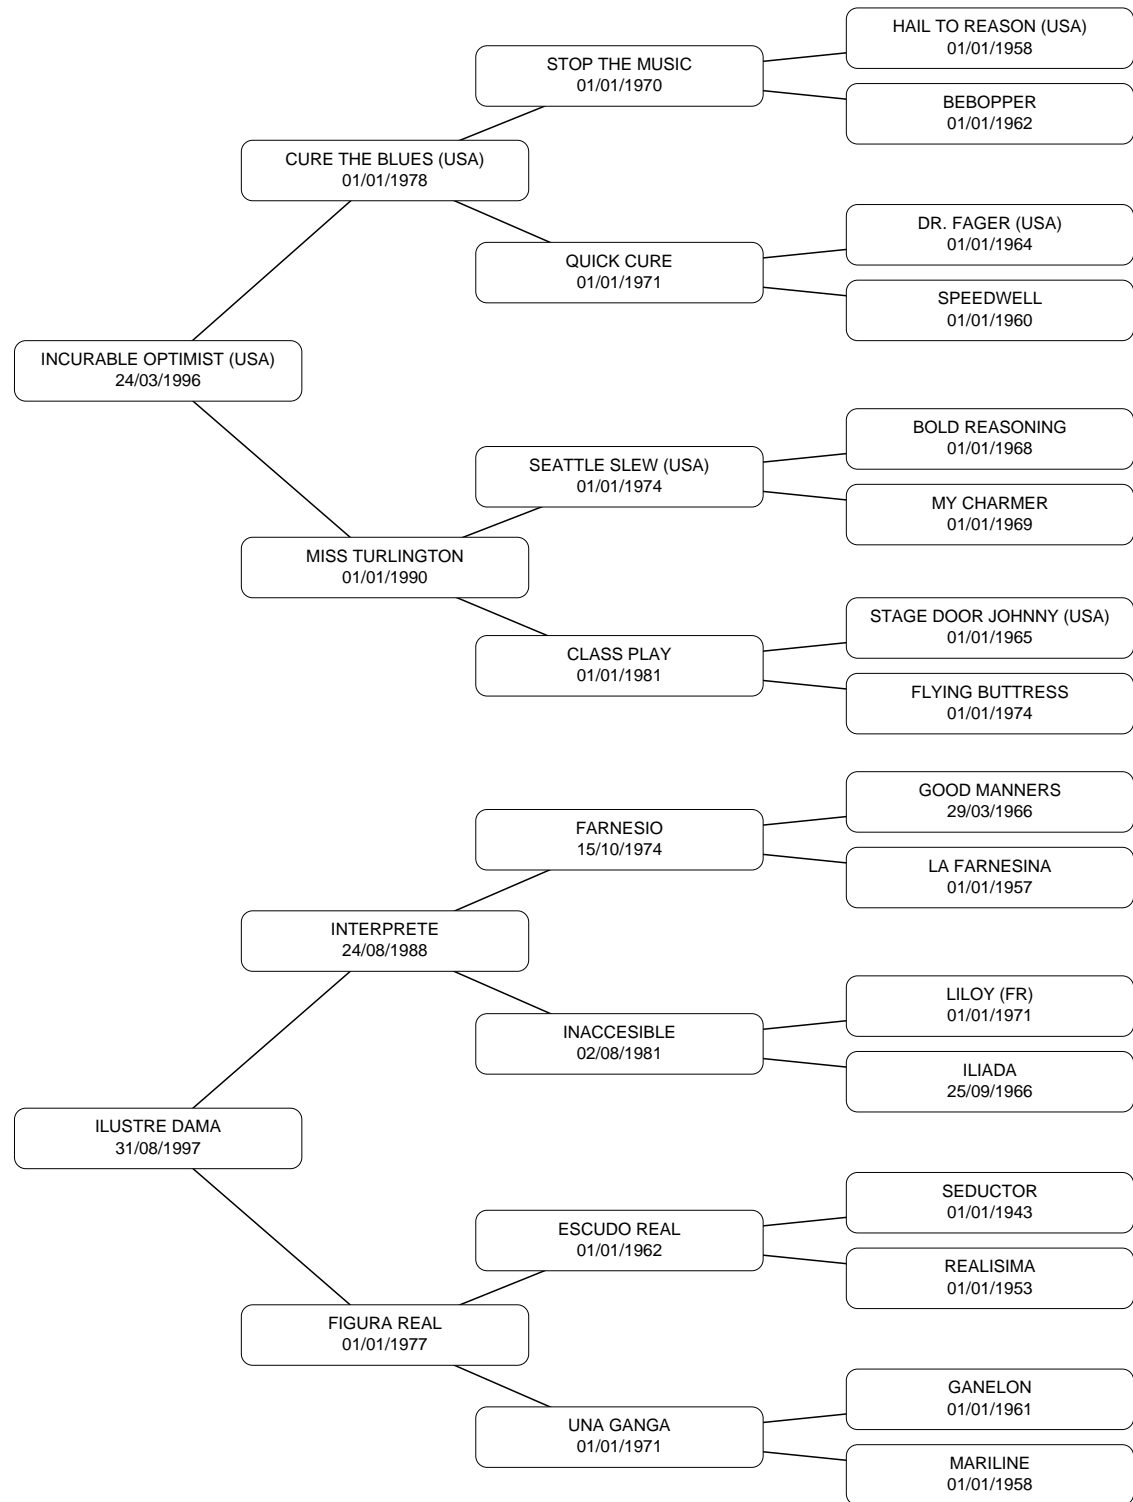 HAIL TO REASON (USA)
01/01/1958
STOP THE MUSIC
01/01/1970
BEBOPPER
01/01/1962
CURE THE BLUES (USA)
01/01/1978
DR. FAGER (USA)
01/01/1964
QUICK CURE
01/01/1971
SPEEDWELL
01/01/1960
INCURABLE OPTIMIST (USA)
24/03/1996
BOLD REASONING
01/01/1968
SEATTLE SLEW (USA)
01/01/1974
MY CHARMER
01/01/1969
MISS TURLINGTON
01/01/1990
STAGE DOOR JOHNNY (USA)
01/01/1965
CLASS PLAY
01/01/1981
FLYING BUTTRESS
01/01/1974
GOOD MANNERS
29/03/1966
FARNESIO
15/10/1974
LA FARNESINA
01/01/1957
INTERPRETE
24/08/1988
LILOY (FR)
01/01/1971
INACCESIBLE
02/08/1981
ILIADA
25/09/1966
ILUSTRE DAMA
31/08/1997
SEDUCTOR
01/01/1943
ESCUDO REAL
01/01/1962
REALISIMA
01/01/1953
FIGURA REAL
01/01/1977
GANELON
01/01/1961
UNA GANGA
01/01/1971
MARILINE
01/01/1958